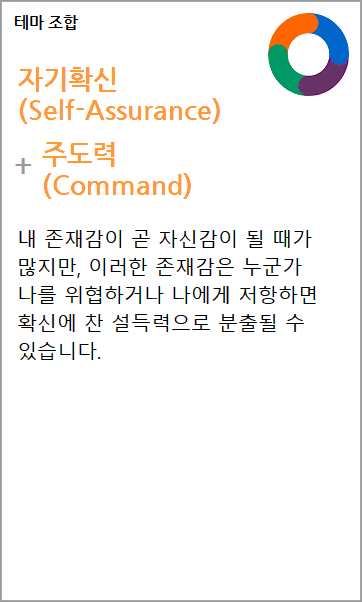 테마 조합
자기확신
(Self-Assurance)
+ 주도력
(Command)
내 존재감이 곧 자신감이 될 때가
많지만, 이러한 존재감은 누군가
나를 위협하거나 나에게 저항하면
확신에 찬 설득력으로 분출될 수
있습니다.